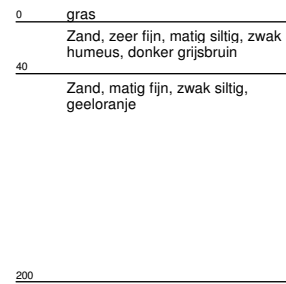 0 gras
Zand, zeer fijn, matig siltig, zwak
humeus, donker grijsbruin
40
Zand, matig fijn, zwak siltig,
geeloranje
200